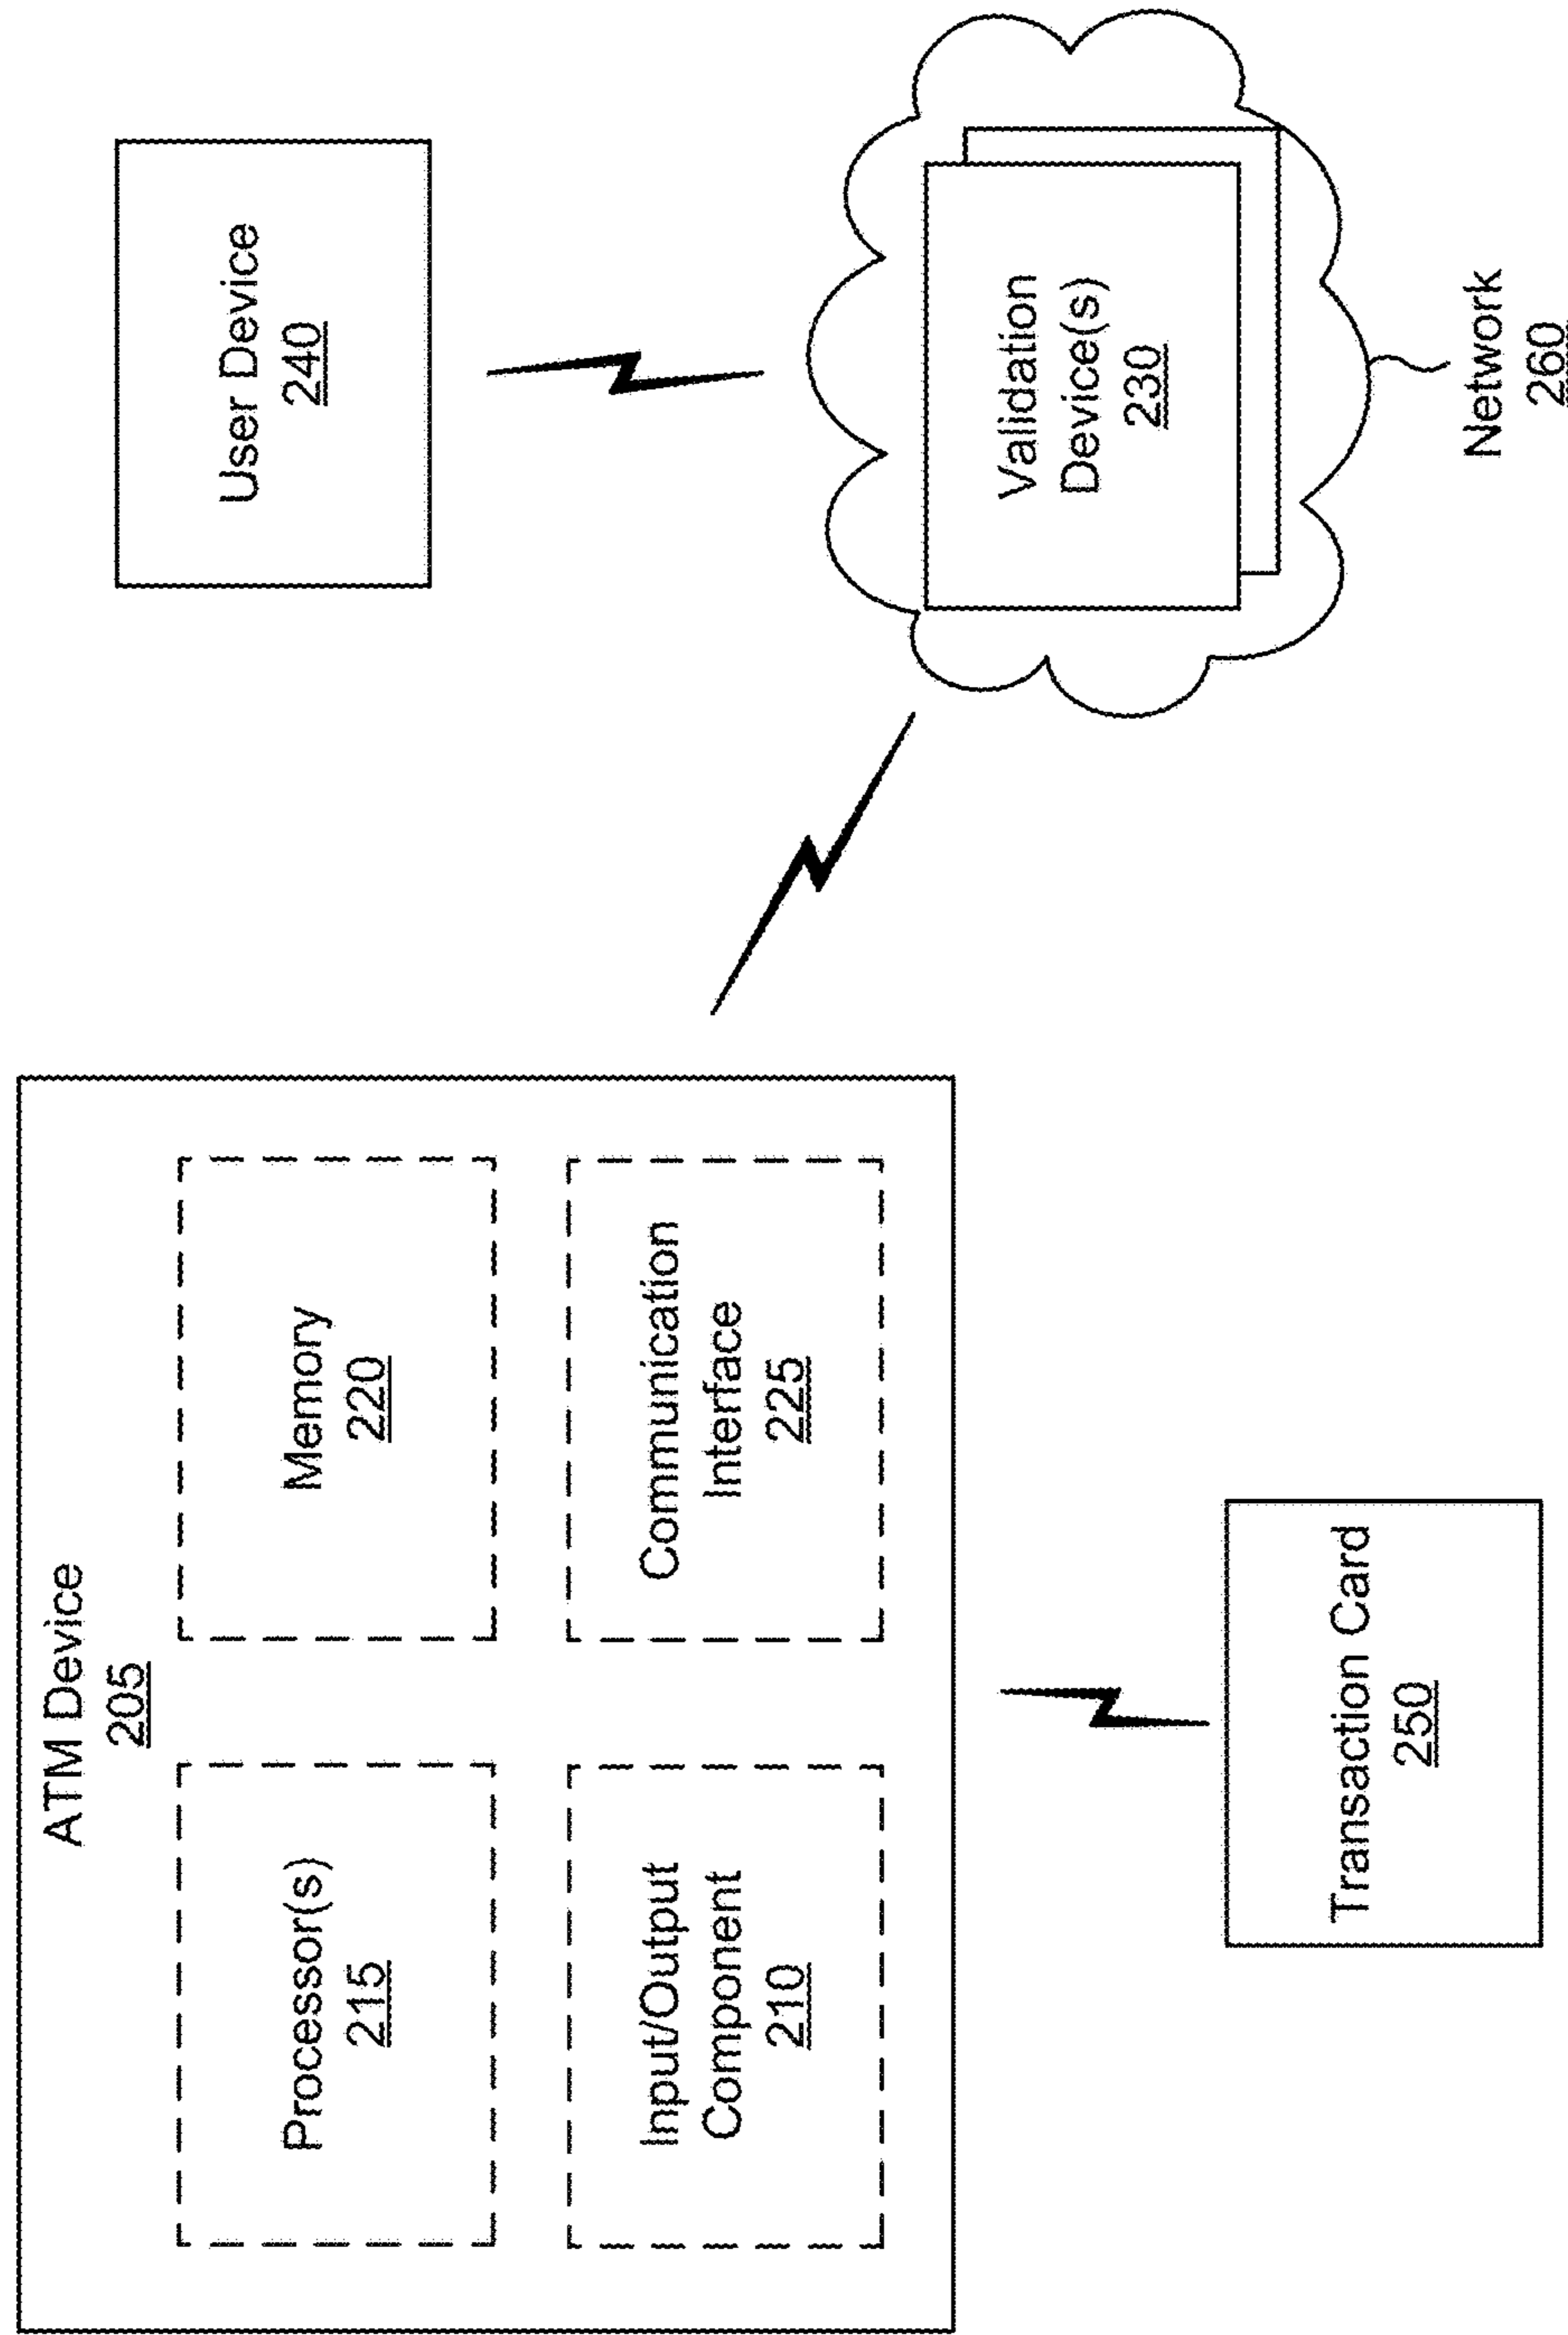 ATM Device
205
Processor(s)
215
Memory
220
Input/Output
Component
210
Communication
Interface
225
User Device
240
Validation
Device(s)
230
Network
260
Transaction Card
250